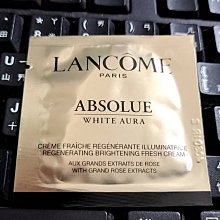 LANCÔME
PARIS
ABSOLUE
WHITE AURA
CRÈME FRAÎCHE RÉGÉNÉRANTE ILLUMINATRICE
REGENERATING BRIGHTENING FRESH CREAM
AUX GRANDS EXTRAITS DE ROSE
WITH GRAND ROSE EXTRACTS